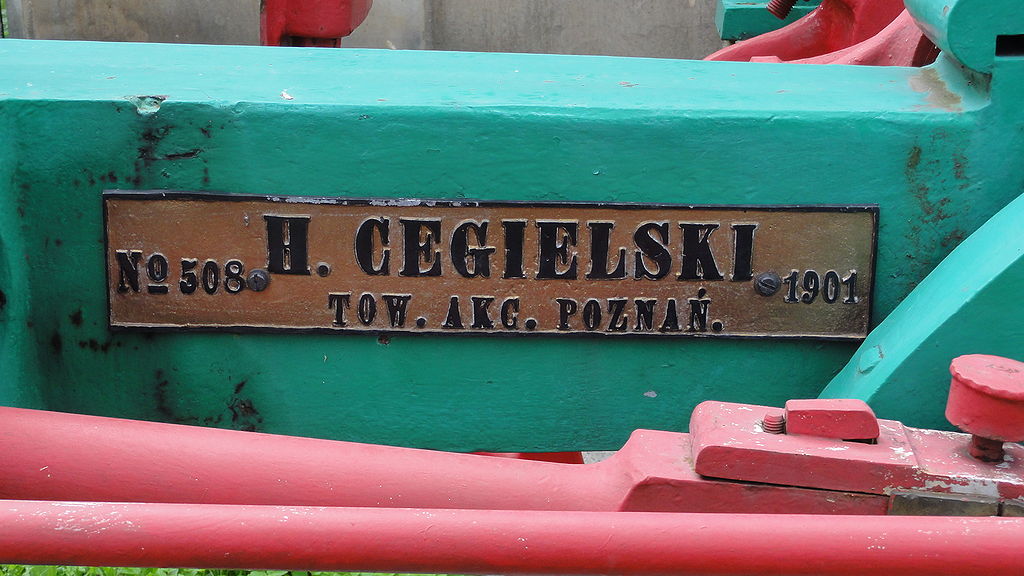 H. CEGIELSKI
No 508 1901
TOW. AKC. POZNAŃ.